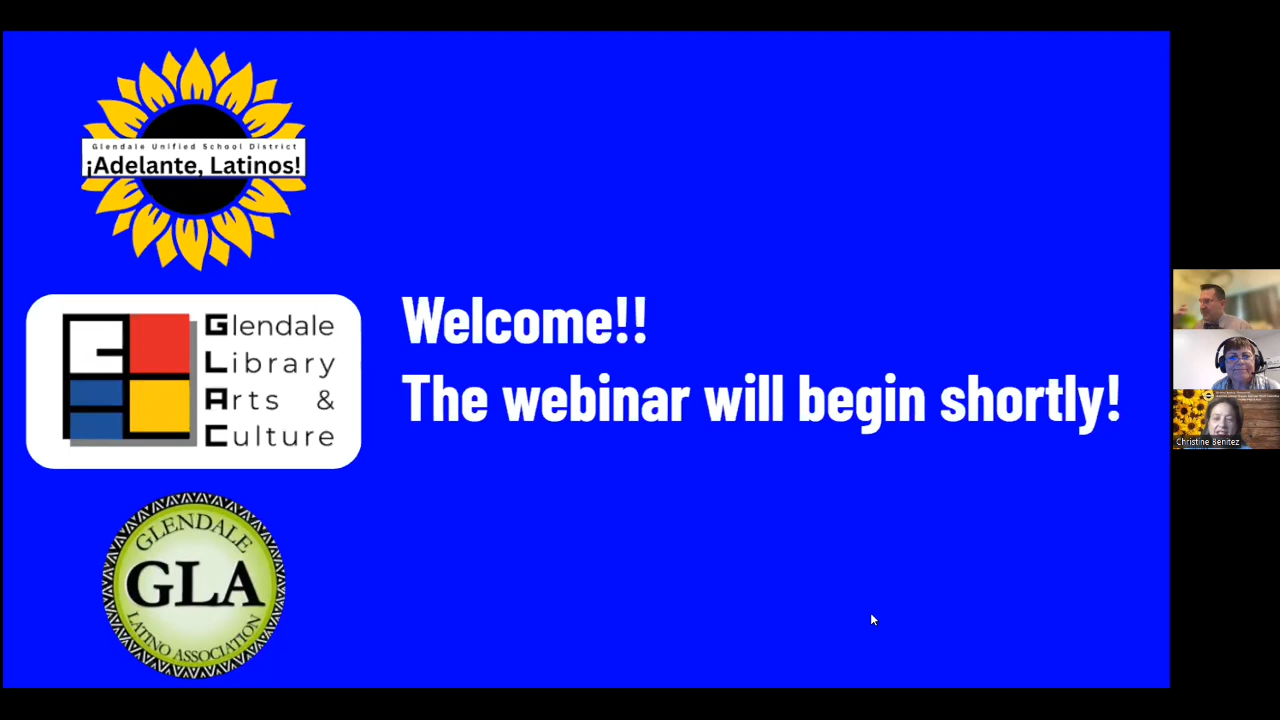 Glendale Unified School District
¡Adelante, Latinos!
Glendale
Library
Arts &
Culture
Welcome!!
The webinar will begin shortly!
GLENDALE
GLA
LATINO ASSOCIATION
Christine Benitez